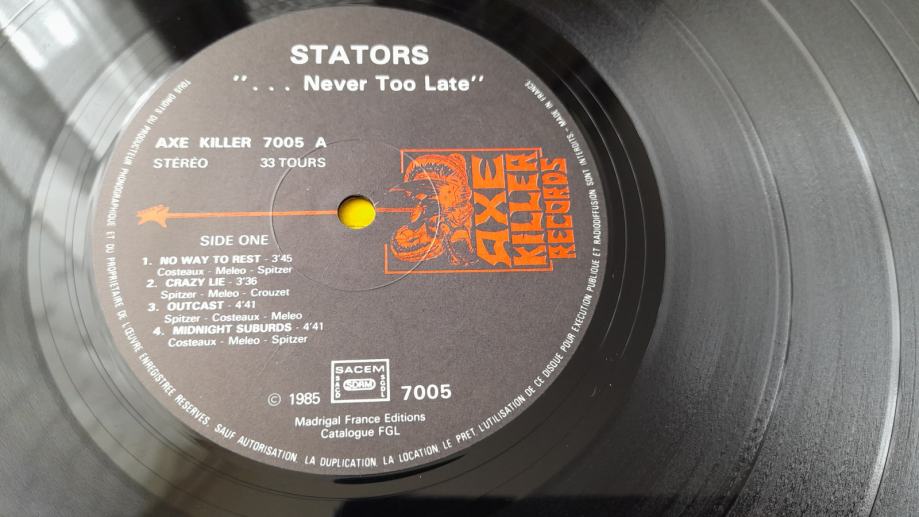 STATORS
"... Never Too Late"
AXE KILLER 7005 A
STÉRÉO 33 TOURS
AXE
KILLER
RECORDS
SIDE ONE
1. NO WAY TO REST - 3'45
Costeaux - Meleo - Spitzer
2. CRAZY LIE - 3'36
Spitzer - Meleo - Crouzet
3. OUTCAST - 4'41
Spitzer - Costeaux - Meleo
4. MIDNIGHT SUBURDS - 4'41
Costeaux - Meleo - Spitzer
SACEM
SACD SDRM SGDL
© 1985
7005
Madrigal France Editions
Catalogue FGL
TOUS DROITS DU PRODUCTEUR PHONOGRAPHIQUE ET DU PROPRIETAIRE DE L'ŒUVRE ENREGISTREE RESERVES. SAUF AUTORISATION, LA DUPLICATION, LA LOCATION, LE PRET, L'UTILISATION DE CE DISQUE POUR EXECUTION PUBLIQUE ET RADIODIFFUSION SONT INTERDITS - MADE IN FRANCE.